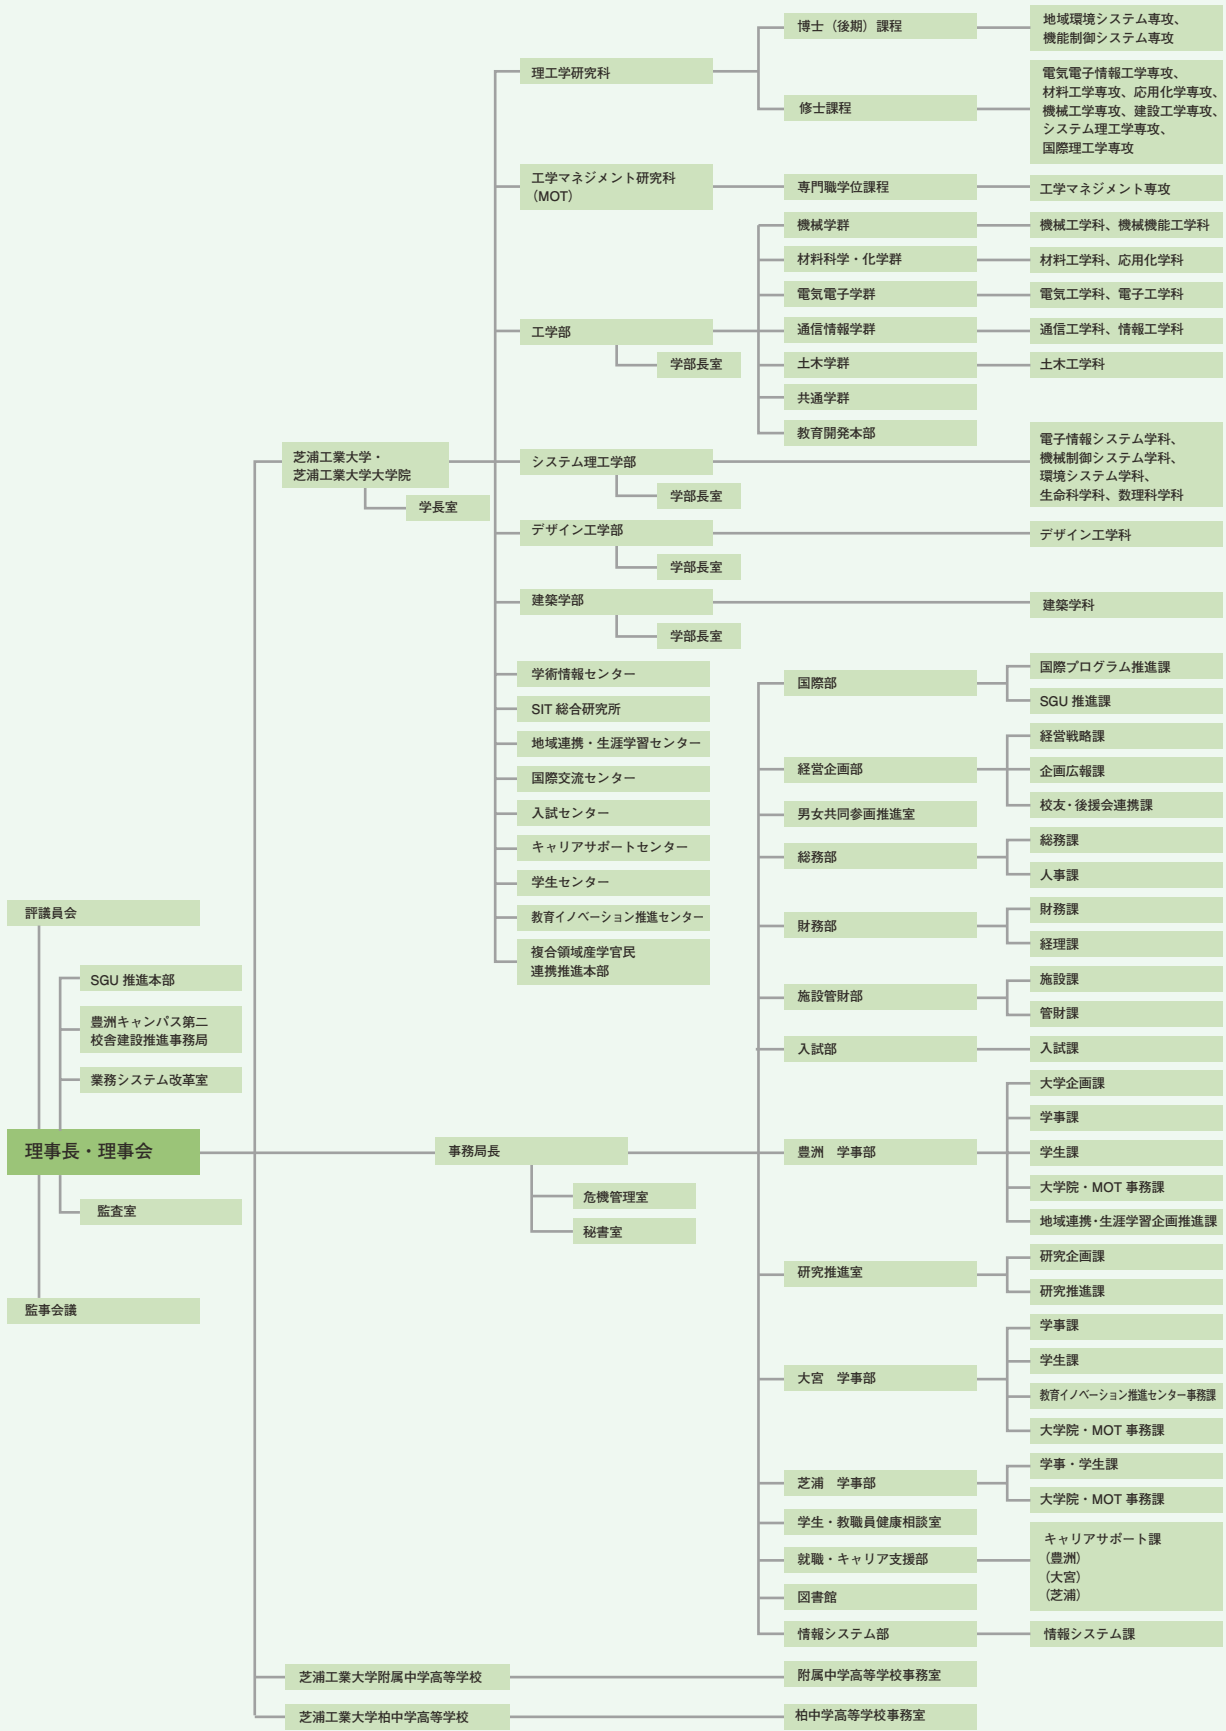 博士（後期）課程
地域環境システム専攻、
機能制御システム専攻
理工学研究科
修士課程
電気電子情報工学専攻、
材料工学専攻、応用化学専攻、
機械工学専攻、建設工学専攻、
システム理工学専攻、
国際理工学専攻
工学マネジメント研究科
（MOT）
専門職学位課程
工学マネジメント専攻
機械学群
機械工学科、機械機能工学科
材料科学・化学群
材料工学科、応用化学科
電気電子学群
電気工学科、電子工学科
工学部
通信情報学群
通信工学科、情報工学科
学部長室
土木学群
土木工学科
共通学群
教育開発本部
芝浦工業大学・
芝浦工業大学大学院
学長室
システム理工学部
電子情報システム学科、
機械制御システム学科、
環境システム学科、
生命科学科、数理科学科
学部長室
デザイン工学部
デザイン工学科
学部長室
建築学部
建築学科
学部長室
学術情報センター
SIT 総合研究所
地域連携・生涯学習センター
国際交流センター
入試センター
キャリアサポートセンター
学生センター
教育イノベーション推進センター
複合領域産学官民
連携推進本部
国際部
国際プログラム推進課
SGU 推進課
経営企画部
経営戦略課
企画広報課
校友・後援会連携課
男女共同参画推進室
総務部
総務課
人事課
財務部
財務課
経理課
施設管財部
施設課
管財課
入試部
入試課
評議員会
SGU 推進本部
豊洲キャンパス第二
校舎建設推進事務局
業務システム改革室
理事長・理事会
監査室
監事会議
事務局長
危機管理室
秘書室
豊洲　学事部
大学企画課
学事課
学生課
大学院・MOT 事務課
地域連携・生涯学習企画推進課
研究推進室
研究企画課
研究推進課
大宮　学事部
学事課
学生課
教育イノベーション推進センター事務課
大学院・MOT 事務課
芝浦　学事部
学事・学生課
大学院・MOT 事務課
学生・教職員健康相談室
就職・キャリア支援部
キャリアサポート課
（豊洲）
（大宮）
（芝浦）
図書館
情報システム部
情報システム課
芝浦工業大学附属中学高等学校
附属中学高等学校事務室
芝浦工業大学柏中学高等学校
柏中学高等学校事務室